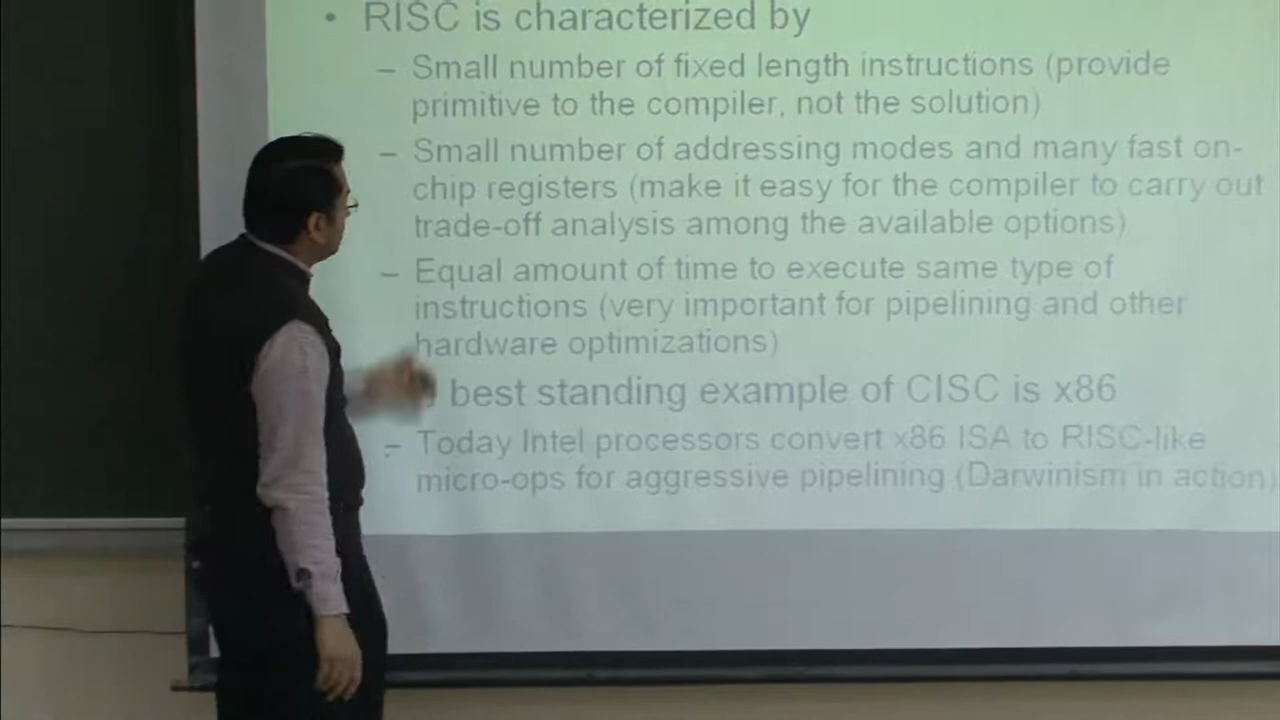 • RISC is characterized by
– Small number of fixed length instructions (provide
primitive to the compiler, not the solution)
– Small number of addressing modes and many fast on-
chip registers (make it easy for the compiler to carry out
trade-off analysis among the available options)
– Equal amount of time to execute same type of
instructions (very important for pipelining and other
hardware optimizations)
best standing example of CISC is x86
– Today Intel processors convert x86 ISA to RISC-like
micro-ops for aggressive pipelining (Darwinism in action)